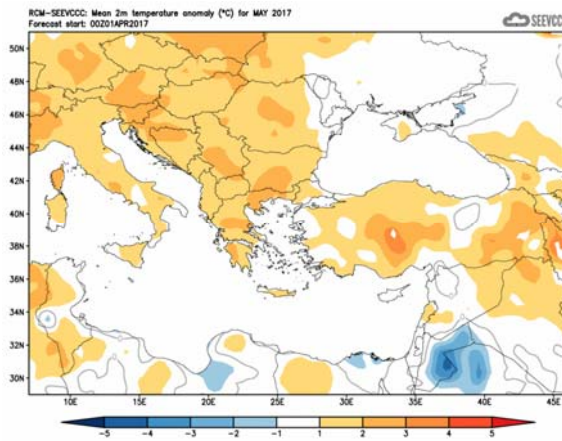 RCM-SEEVCCC: Mean 2m temperature anomaly (°C) for MAY 2017
Forecast start: 00Z01APR2017
SEEVCCC
50N
48N
46N
44N
42N
40N
38N
36N
34N
32N
30N
10E 15E 20E 25E 30E 35E 40E 45E
-5 -4 -3 -2 -1 1 2 3 4 5